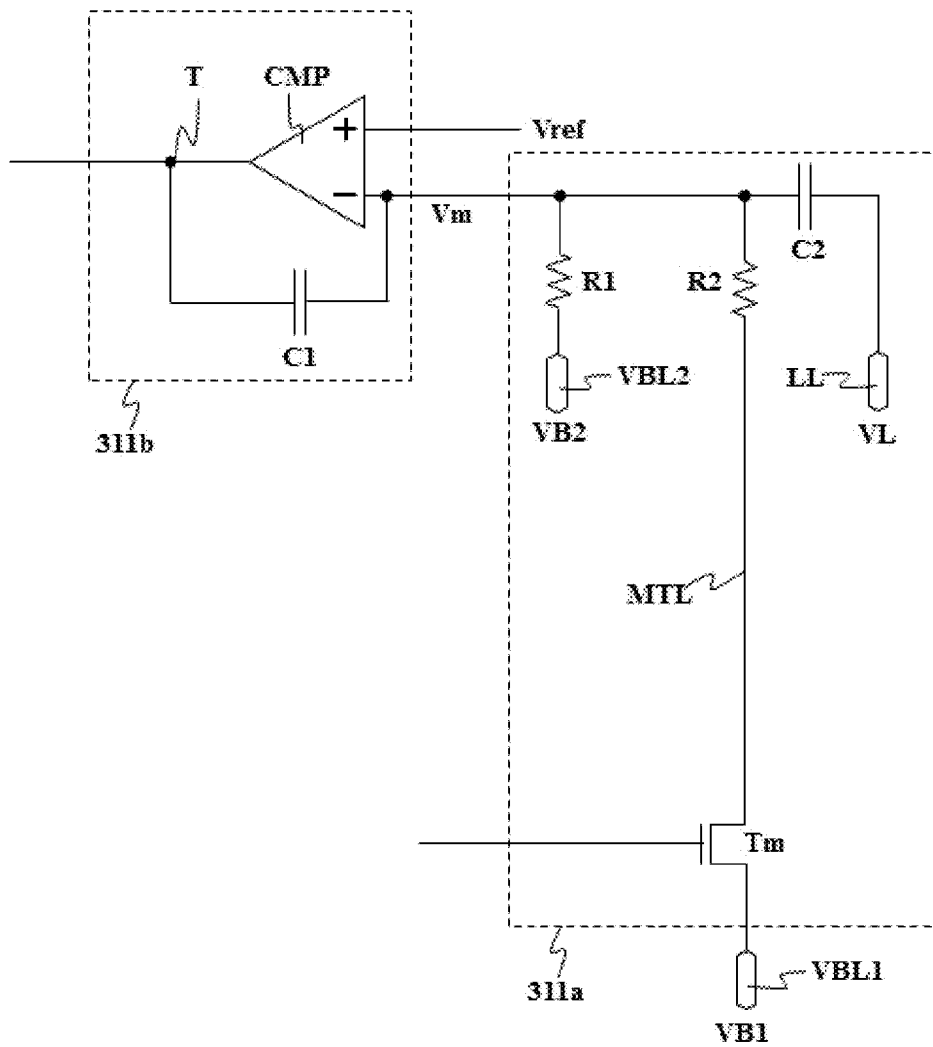 T CMP
+ Vref
− Vm
C2
R1 R2
C1
VBL2 LL
VB2 VL
311b
MTL
Tm
VBL1
311a
VB1